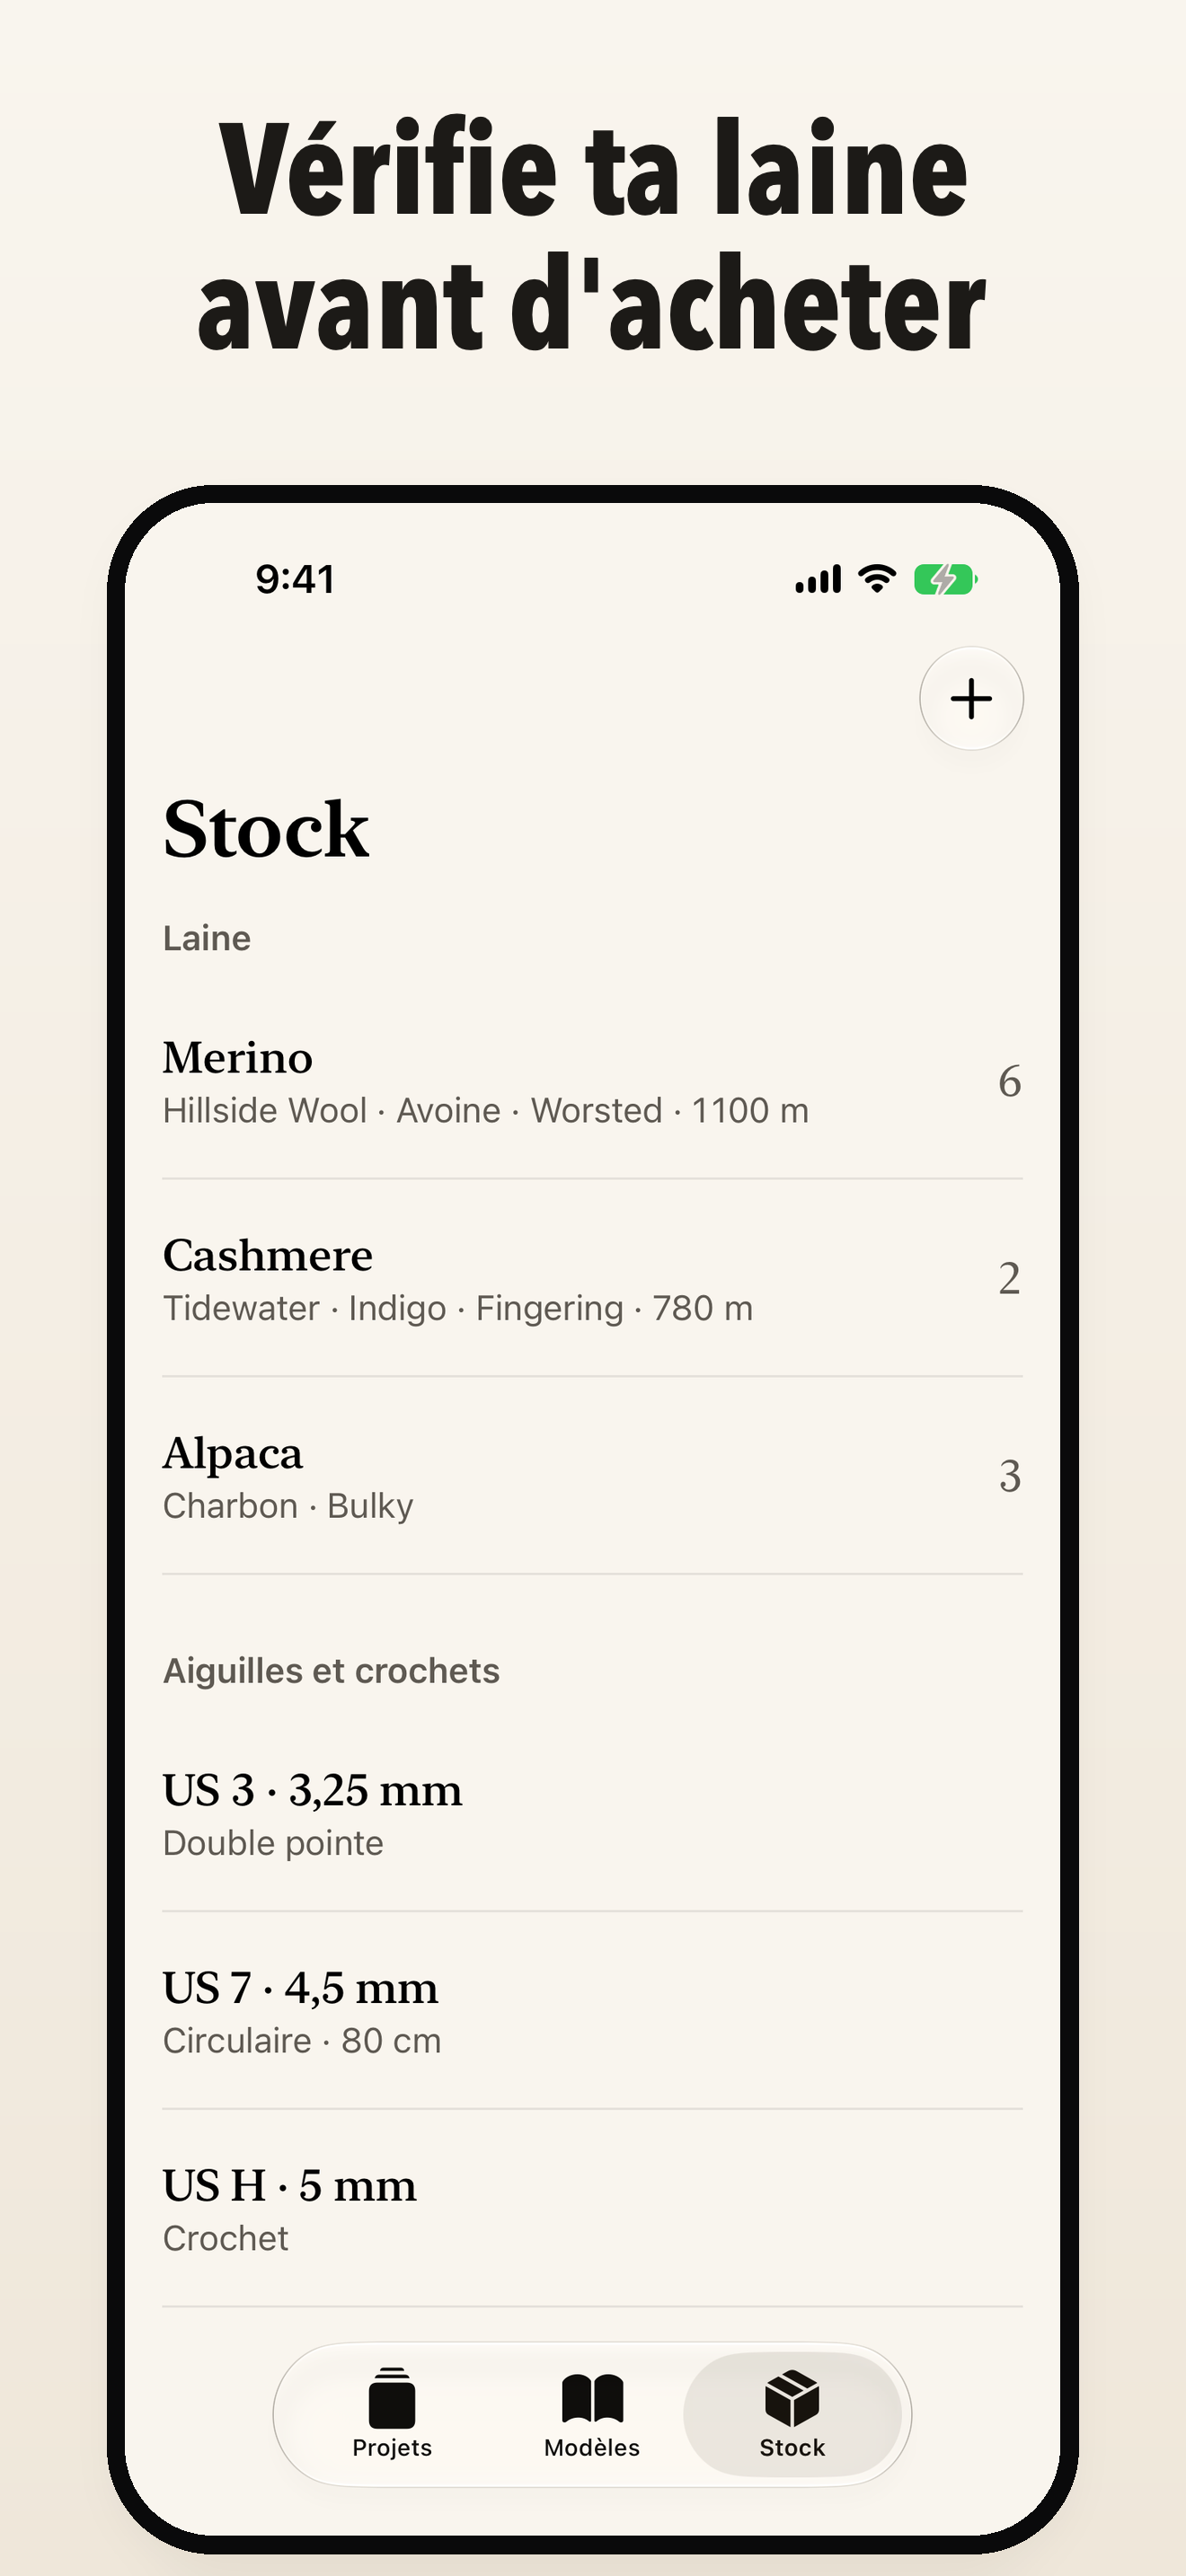 Vérifie ta laine
avant d'acheter
9:41
Stock
Laine
Merino
Hillside Wool · Avoine · Worsted · 1100 m
6
Cashmere
Tidewater · Indigo · Fingering · 780 m
2
Alpaca
Charbon · Bulky
3
Aiguilles et crochets
US 3 · 3,25 mm
Double pointe
US 7 · 4,5 mm
Circulaire · 80 cm
US H · 5 mm
Crochet
Projets
Modèles
Stock